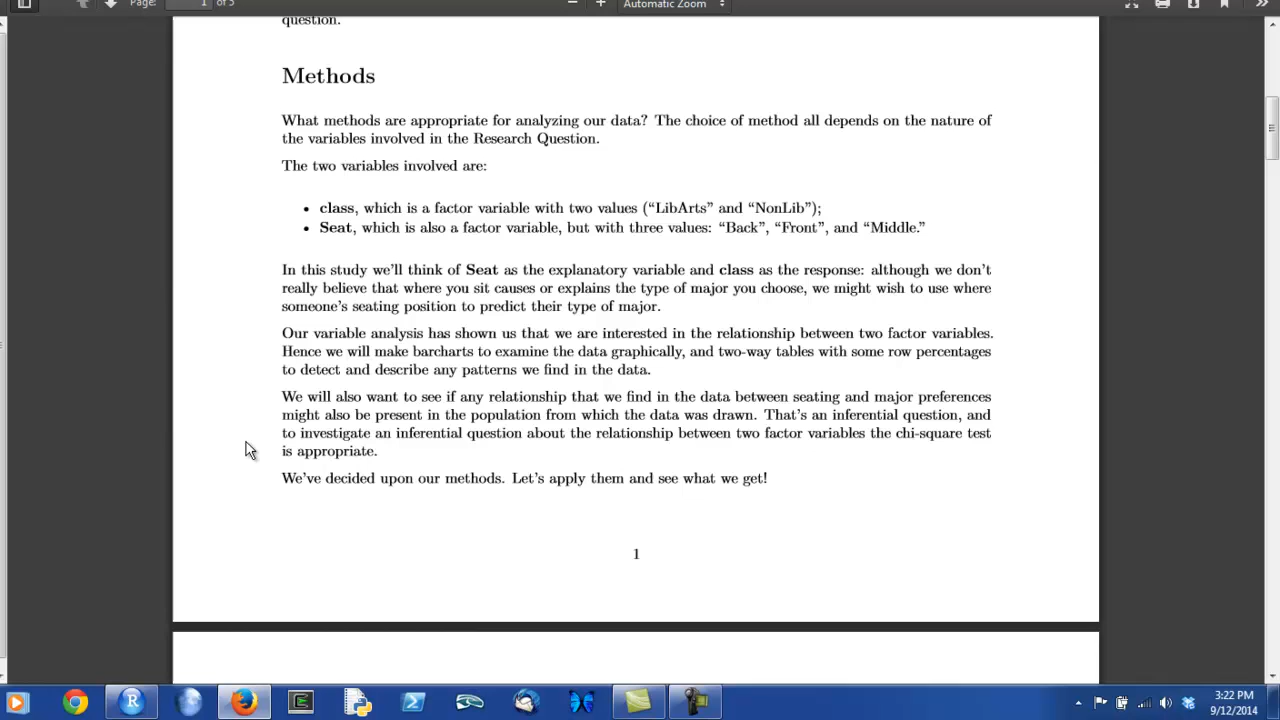 Page: 1 of 5 Automatic Zoom
question.
Methods
What methods are appropriate for analyzing our data? The choice of method all depends on the nature of
the variables involved in the Research Question.
The two variables involved are:
• class, which is a factor variable with two values (“LibArts” and “NonLib”);
• Seat, which is also a factor variable, but with three values: “Back”, “Front”, and “Middle.”
In this study we’ll think of Seat as the explanatory variable and class as the response: although we don’t
really believe that where you sit causes or explains the type of major you choose, we might wish to use where
someone’s seating position to predict their type of major.
Our variable analysis has shown us that we are interested in the relationship between two factor variables.
Hence we will make barcharts to examine the data graphically, and two-way tables with some row percentages
to detect and describe any patterns we find in the data.
We will also want to see if any relationship that we find in the data between seating and major preferences
might also be present in the population from which the data was drawn. That’s an inferential question, and
to investigate an inferential question about the relationship between two factor variables the chi-square test
is appropriate.
We’ve decided upon our methods. Let’s apply them and see what we get!
1
3:22 PM
9/12/2014